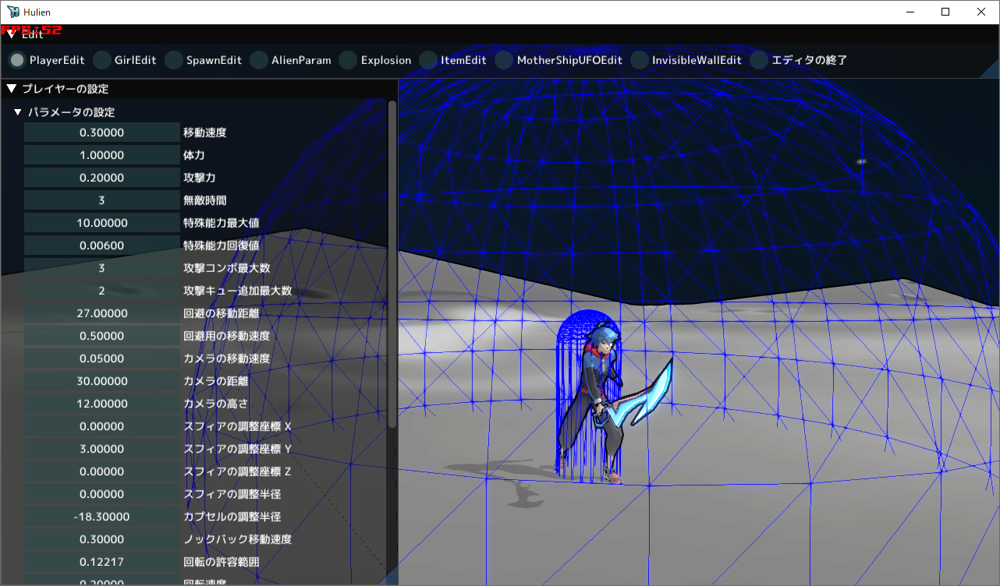 Hulien
FPS:52
Edit
PlayerEdit GirlEdit SpawnEdit AlienParam Explosion ItemEdit MotherShipUFOEdit InvisibleWallEdit エディタの終了
プレイヤーの設定
パラメータの設定
0.30000 移動速度
1.00000 体力
0.20000 攻撃力
3 無敵時間
10.00000 特殊能力最大値
0.00600 特殊能力回復値
3 攻撃コンボ最大数
2 攻撃キュー追加最大数
27.00000 回避の移動距離
0.50000 回避用の移動速度
0.05000 カメラの移動速度
30.00000 カメラの距離
12.00000 カメラの高さ
0.00000 スフィアの調整座標 X
3.00000 スフィアの調整座標 Y
0.00000 スフィアの調整座標 Z
0.00000 スフィアの調整半径
-18.30000 カプセルの調整半径
0.30000 ノックバック移動速度
0.12217 回転の許容範囲
0.20000 回転速度